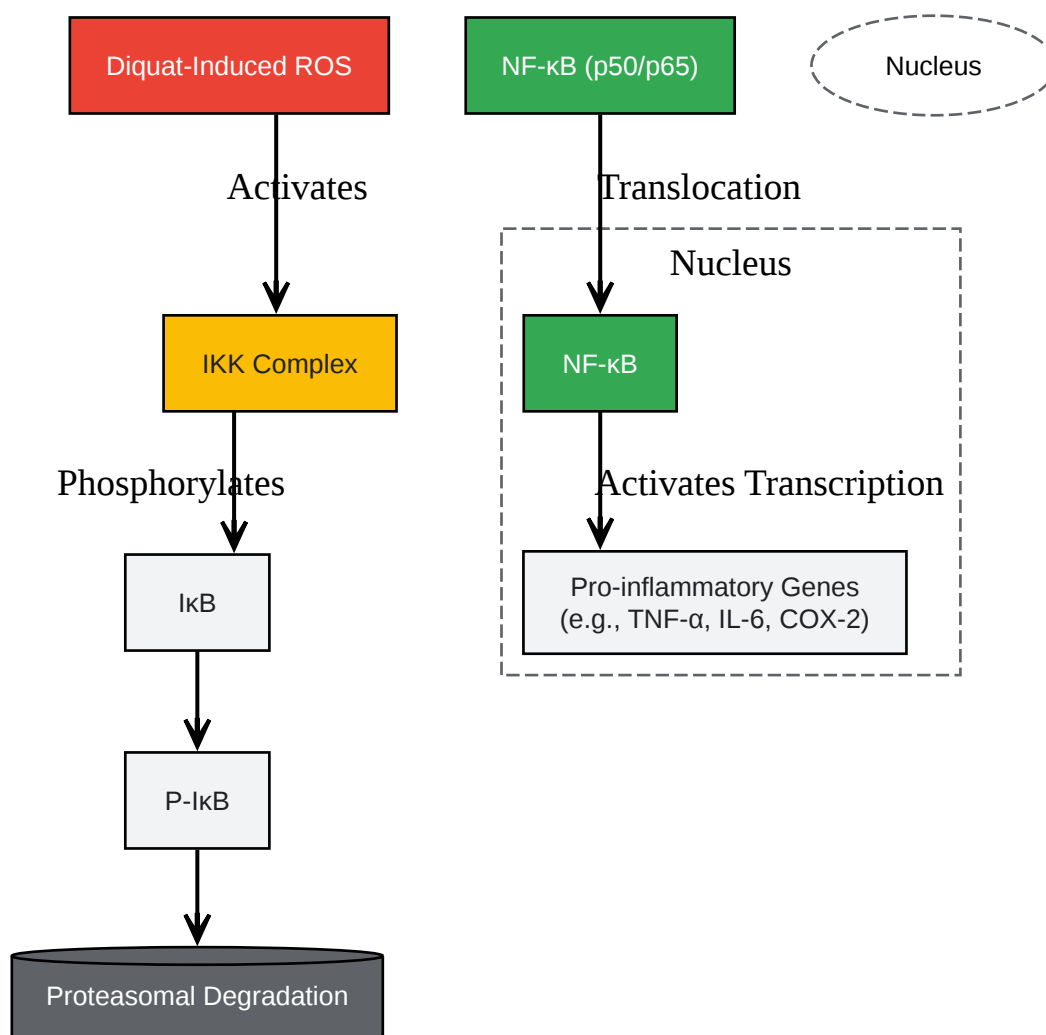 Diquat-Induced ROS
NF-κB (p50/p65)
Nucleus
Activates
Translocation
Nucleus
IKK Complex
NF-κB
Phosphorylates
Activates Transcription
IκB
Pro-inflammatory Genes
(e.g., TNF-α, IL-6, COX-2)
P-IκB
Proteasomal Degradation